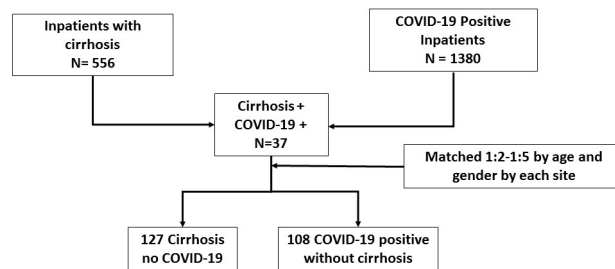 Inpatients with
cirrhosis
N= 556
COVID-19 Positive
Inpatients
N = 1380
Cirrhosis +
COVID-19 +
N=37
Matched 1:2-1:5 by age and
gender by each site
127 Cirrhosis
no COVID-19
108 COVID-19 positive
without cirrhosis